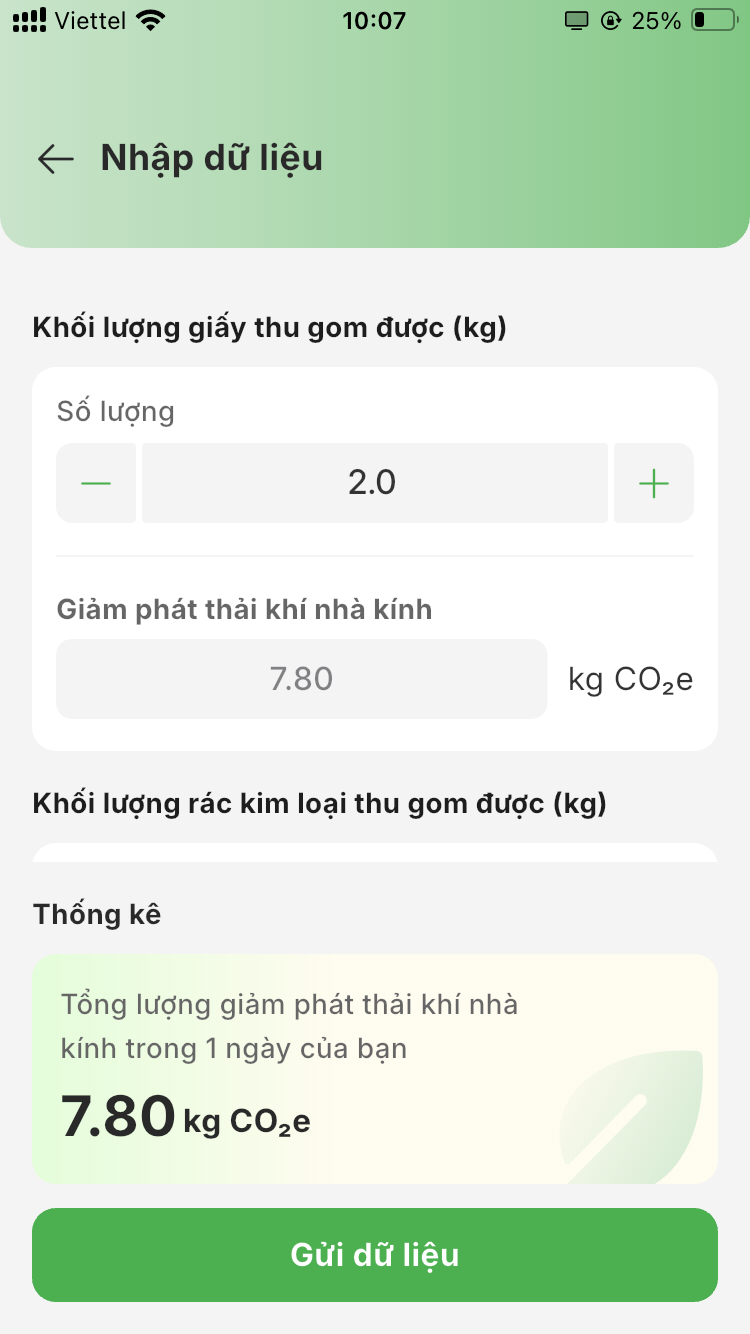 Viettel 10:07 25%
Nhập dữ liệu
Khối lượng giấy thu gom được (kg)
Số lượng
2.0
Giảm phát thải khí nhà kính
7.80 kg CO₂e
Khối lượng rác kim loại thu gom được (kg)
Thống kê
Tổng lượng giảm phát thải khí nhà
kính trong 1 ngày của bạn
7.80 kg CO₂e
Gửi dữ liệu